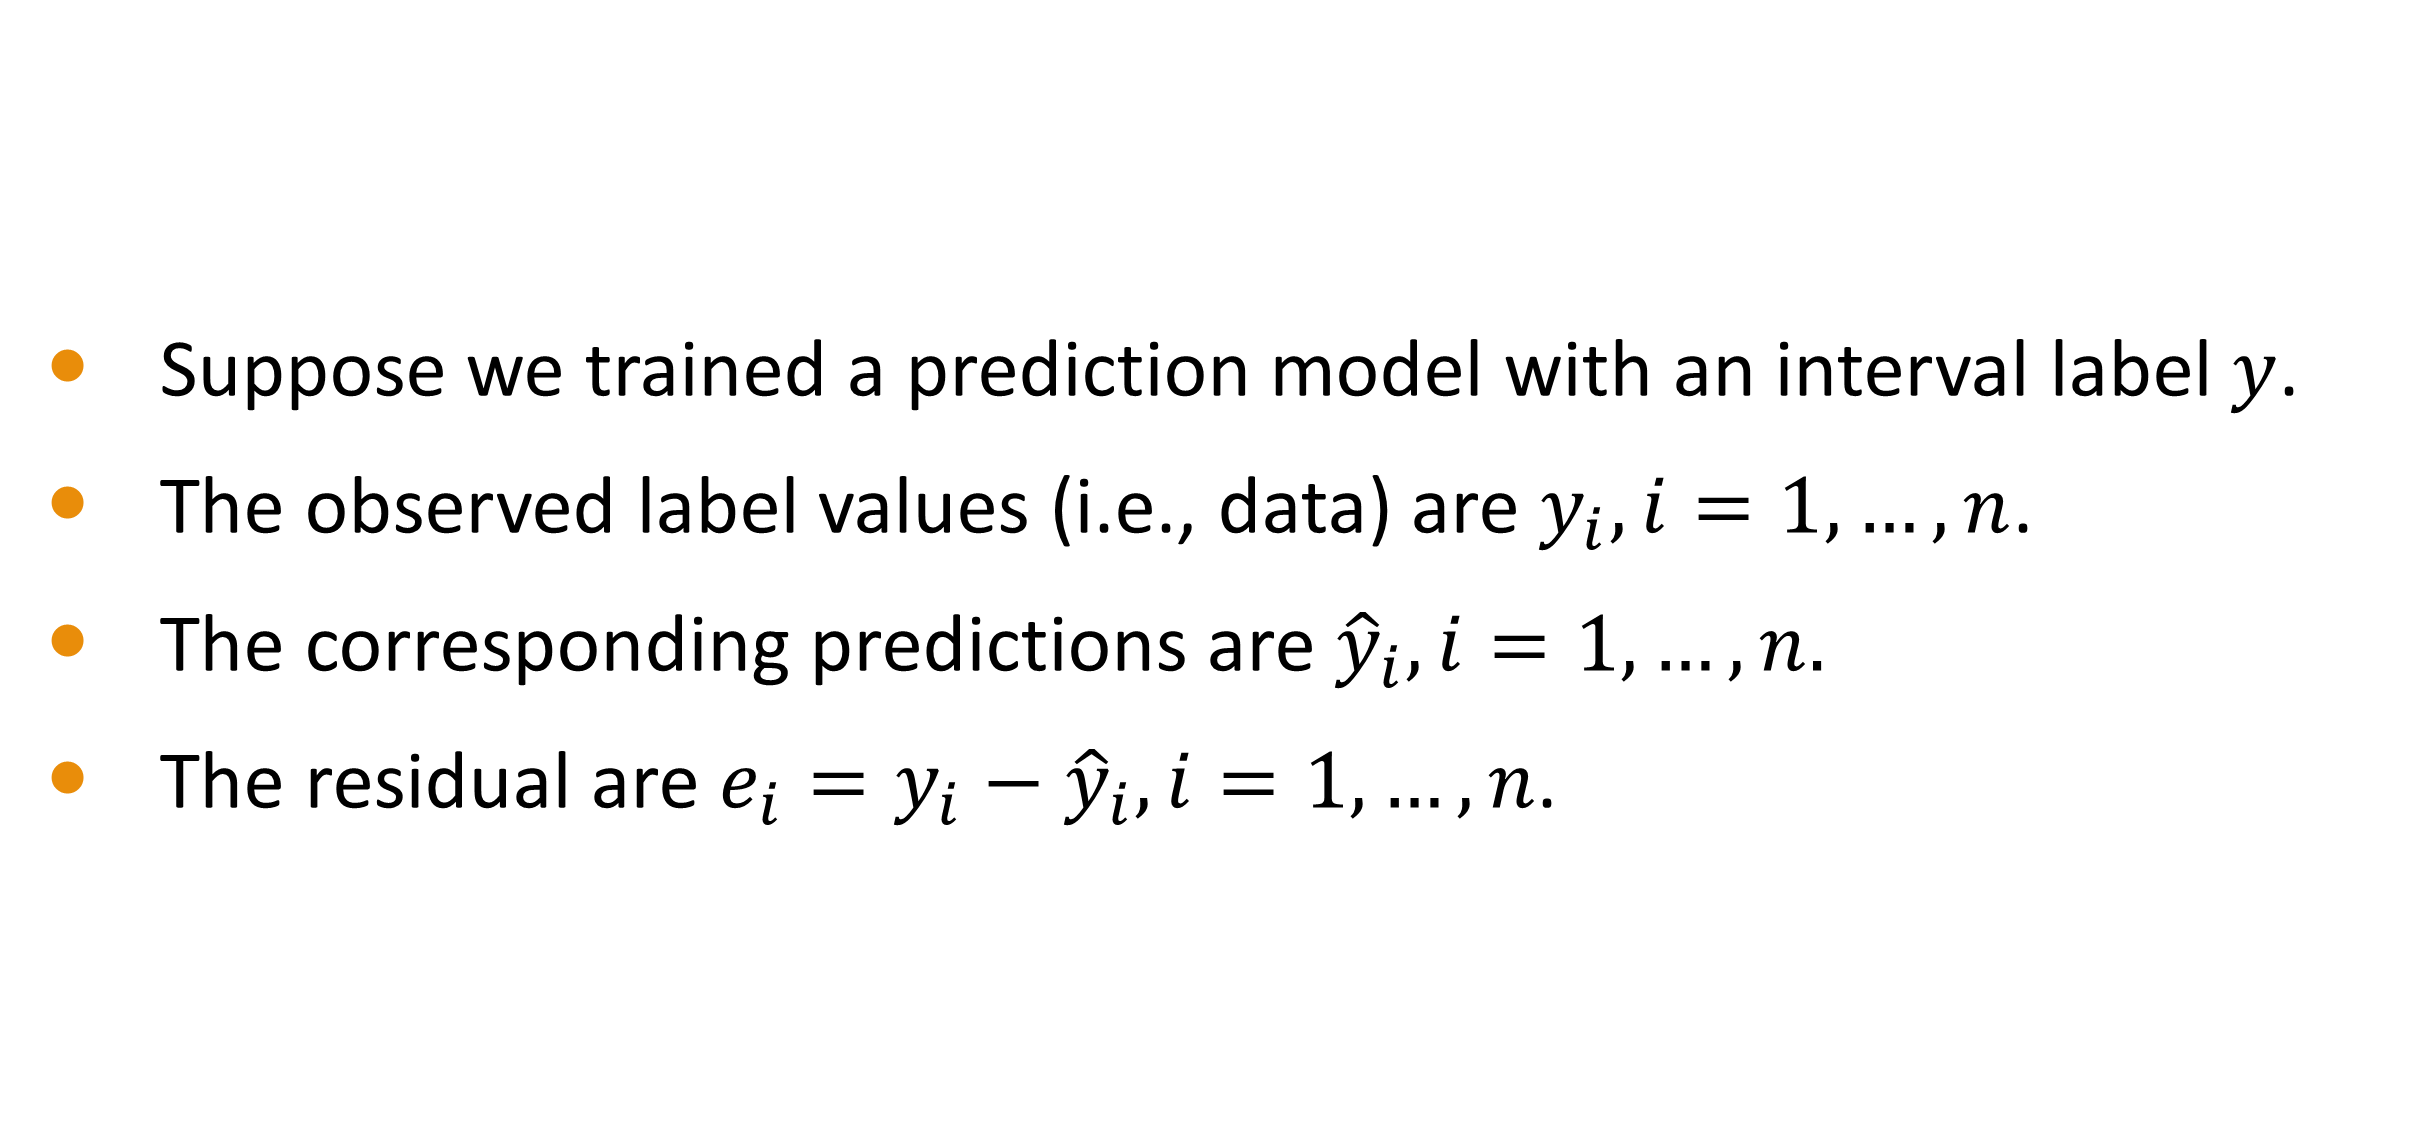 • Suppose we trained a prediction model with an interval label 𝑦.
• The observed label values (i.e., data) are 𝑦ᵢ, 𝑖 = 1, … , 𝑛.
• The corresponding predictions are ŷᵢ, 𝑖 = 1, … , 𝑛.
• The residual are 𝑒ᵢ = 𝑦ᵢ − ŷᵢ, 𝑖 = 1, … , 𝑛.